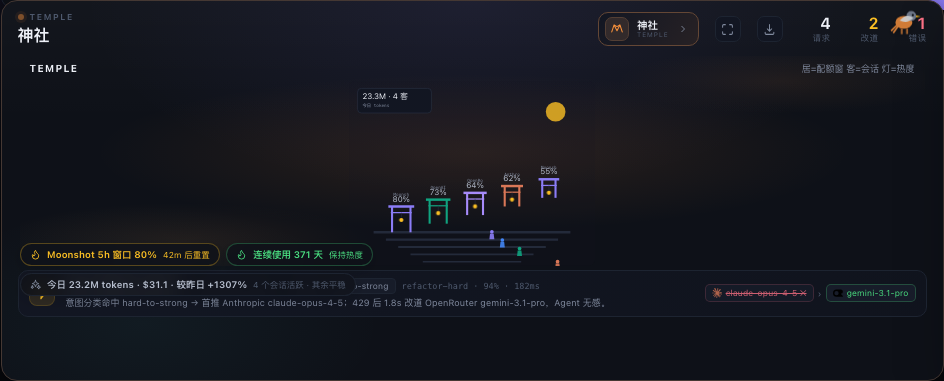 TEMPLE
神社
神社
TEMPLE
4
请求
2
改道
1
错误
TEMPLE
居=配额窗 客=会话 灯=热度
23.3M · 4 客
今日 tokens
80%
73%
64%
62%
55%
Moonshot 5h 窗口 80% 42m 后重置
连续使用 371 天 保持热度
今日 23.2M tokens · $31.1 · 较昨日 +1307% 4 个会话活跃 · 其余平稳
o-strong refactor-hard · 94% · 182ms
意图分类命中 hard-to-strong → 首推 Anthropic claude-opus-4-5；429 后 1.8s 改道 OpenRouter gemini-3.1-pro，Agent 无感。
claude-opus-4-5 ✕ › gemini-3.1-pro